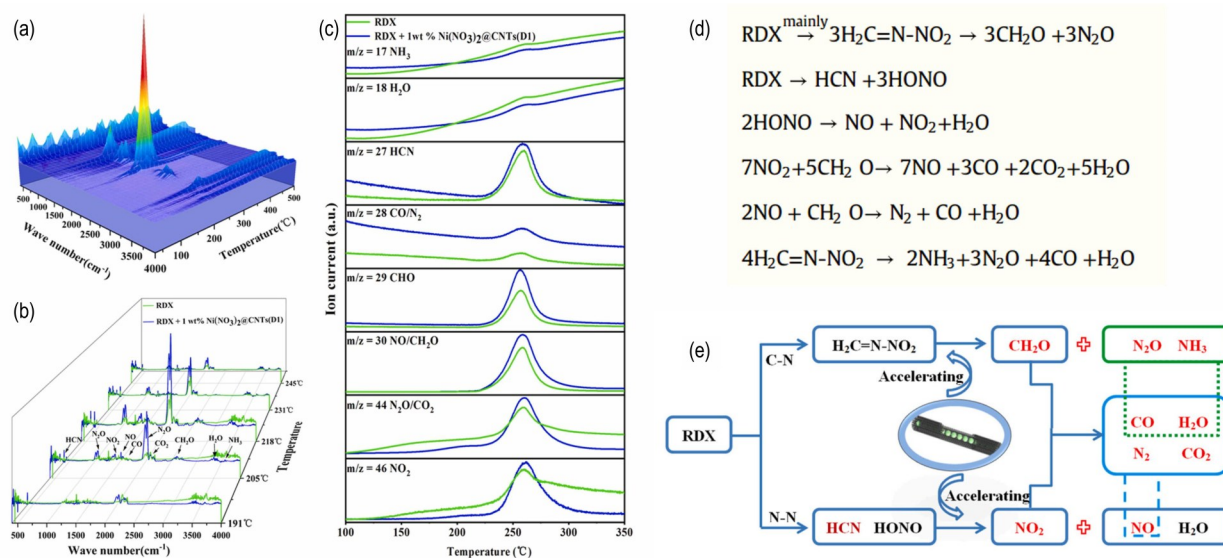 (a)
500
1000
1500
2000
2500
3000
3500
4000
Wave number(cm⁻¹)
100
200
300
400
500
Temperature(℃)
(b)
RDX
RDX + 1 wt% Ni(NO₃)₂@CNTs(D1)
HCN
N₂O
NO₂
NO
CO
N₂O
CO₂
CH₂O
H₂O
NH₃
245℃
231℃
218℃
205℃
191℃
Temperature
500 1000 1500 2000 2500 3000 3500 4000
Wave number(cm⁻¹)
(c)
RDX
RDX + 1wt % Ni(NO₃)₂@CNTs(D1)
m/z = 17 NH₃
m/z = 18 H₂O
m/z = 27 HCN
m/z = 28 CO/N₂
m/z = 29 CHO
m/z = 30 NO/CH₂O
m/z = 44 N₂O/CO₂
m/z = 46 NO₂
Ion current (a.u.)
100 150 200 250 300 350
Temperature (℃)
(d)
RDX mainly→ 3H₂C=N-NO₂ → 3CH₂O +3N₂O
RDX → HCN +3HONO
2HONO → NO + NO₂+H₂O
7NO₂+5CH₂ O→ 7NO +3CO +2CO₂+5H₂O
2NO + CH₂ O→ N₂ + CO +H₂O
4H₂C=N-NO₂ → 2NH₃+3N₂O +4CO +H₂O
(e)
RDX
C-N
H₂C=N-NO₂
CH₂O
N₂O NH₃
Accelerating
CO H₂O
N₂ CO₂
Accelerating
N-N
HCN HONO
NO₂
NO H₂O